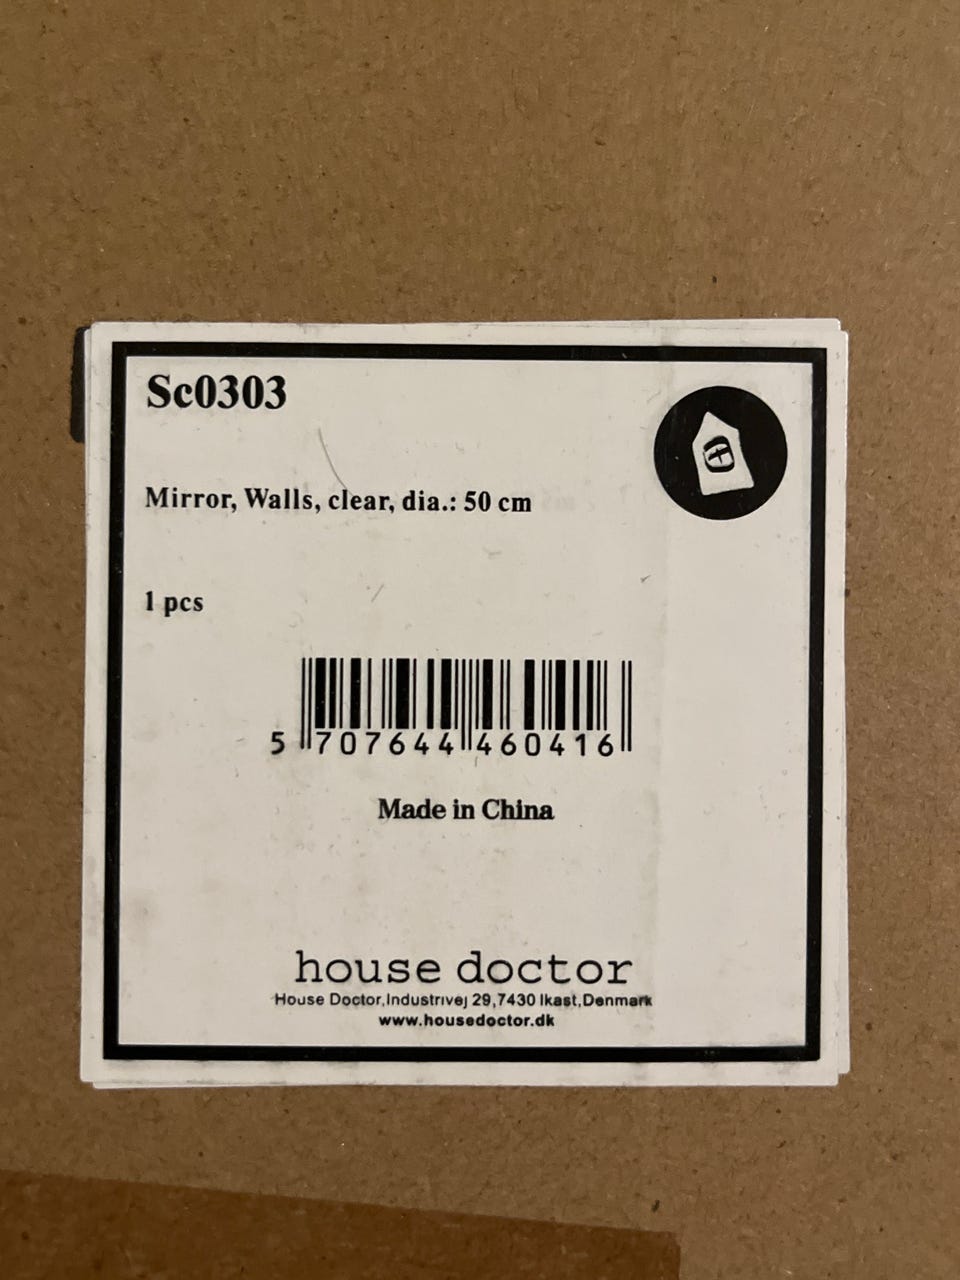 Sc0303
Mirror, Walls, clear, dia.: 50 cm
1 pcs
5 707644 460416
Made in China
house doctor
House Doctor,Industrivej 29,7430 Ikast,Denmark
www.housedoctor.dk